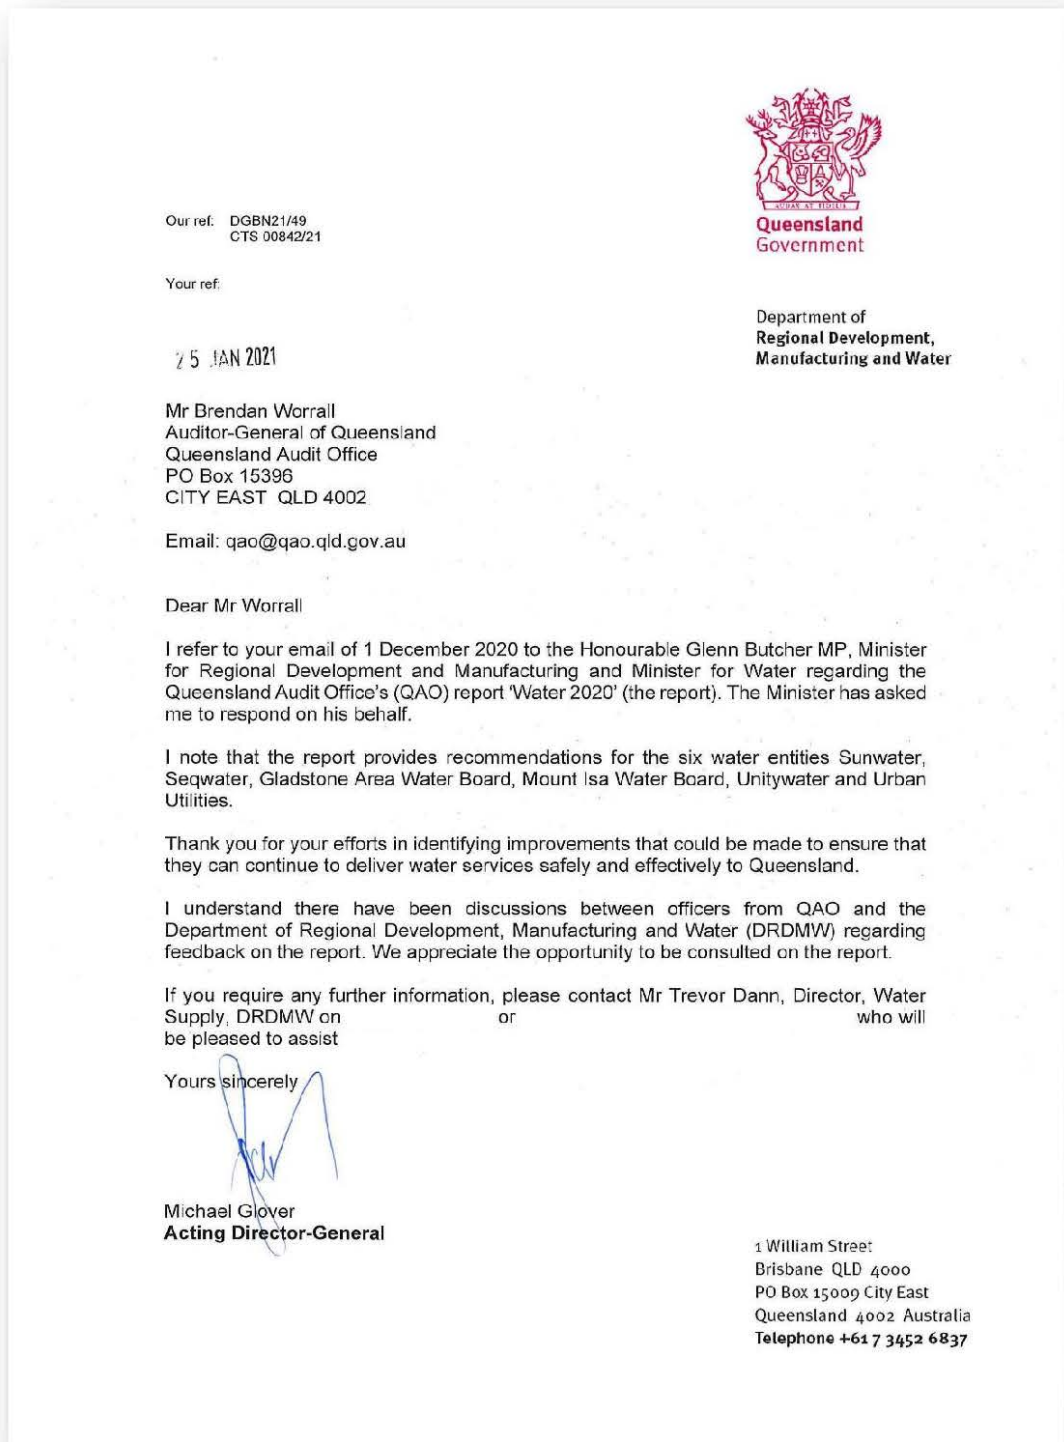 Our ref: DGBN21/49
CTS 00842/21
Your ref:
25 JAN 2021
Queensland
Government
Department of
Regional Development,
Manufacturing and Water
Mr Brendan Worrall
Auditor-General of Queensland
Queensland Audit Office
PO Box 15396
CITY EAST QLD 4002
Email: qao@qao.qld.gov.au
Dear Mr Worrall
I refer to your email of 1 December 2020 to the Honourable Glenn Butcher MP, Minister
for Regional Development and Manufacturing and Minister for Water regarding the
Queensland Audit Office's (QAO) report 'Water 2020' (the report). The Minister has asked
me to respond on his behalf.
I note that the report provides recommendations for the six water entities Sunwater,
Seqwater, Gladstone Area Water Board, Mount Isa Water Board, Unitywater and Urban
Utilities.
Thank you for your efforts in identifying improvements that could be made to ensure that
they can continue to deliver water services safely and effectively to Queensland.
I understand there have been discussions between officers from QAO and the
Department of Regional Development, Manufacturing and Water (DRDMW) regarding
feedback on the report. We appreciate the opportunity to be consulted on the report.
If you require any further information, please contact Mr Trevor Dann, Director, Water
Supply, DRDMW on or who will
be pleased to assist
Yours sincerely
Michael Glover
Acting Director-General
1 William Street
Brisbane QLD 4000
PO Box 15009 City East
Queensland 4002 Australia
Telephone +61 7 3452 6837